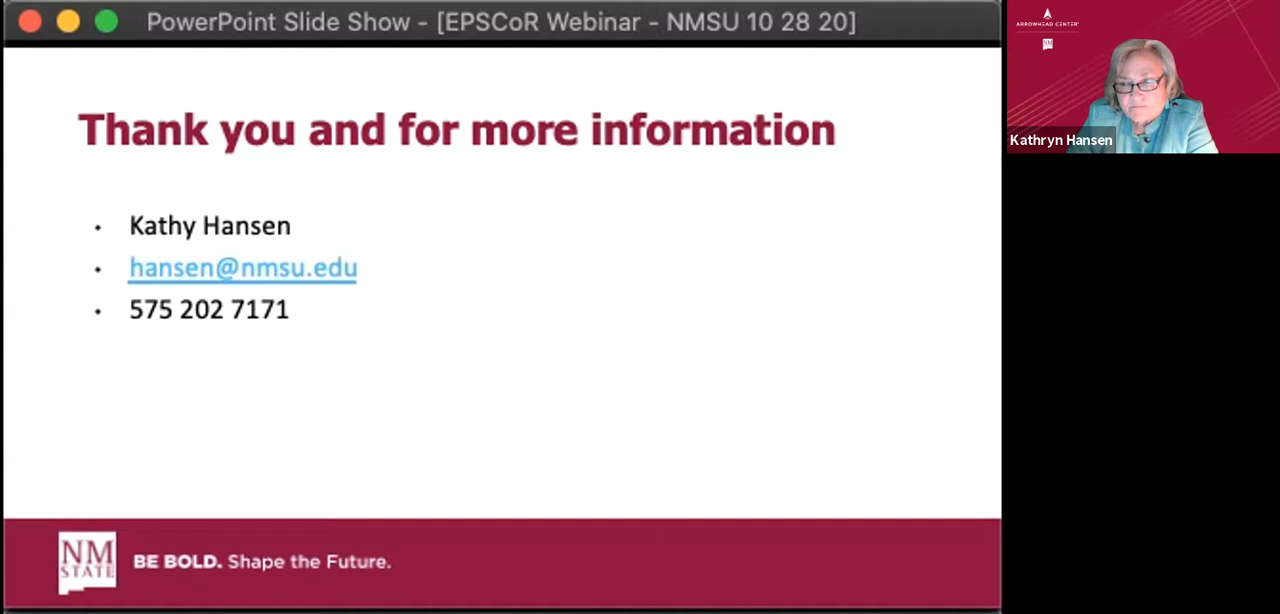 PowerPoint Slide Show - [EPSCoR Webinar - NMSU 10 28 20]
Thank you and for more information
• Kathy Hansen
• hansen@nmsu.edu
• 575 202 7171
NM
STATE
BE BOLD. Shape the Future.
ARROWHEAD CENTER
NM
Kathryn Hansen